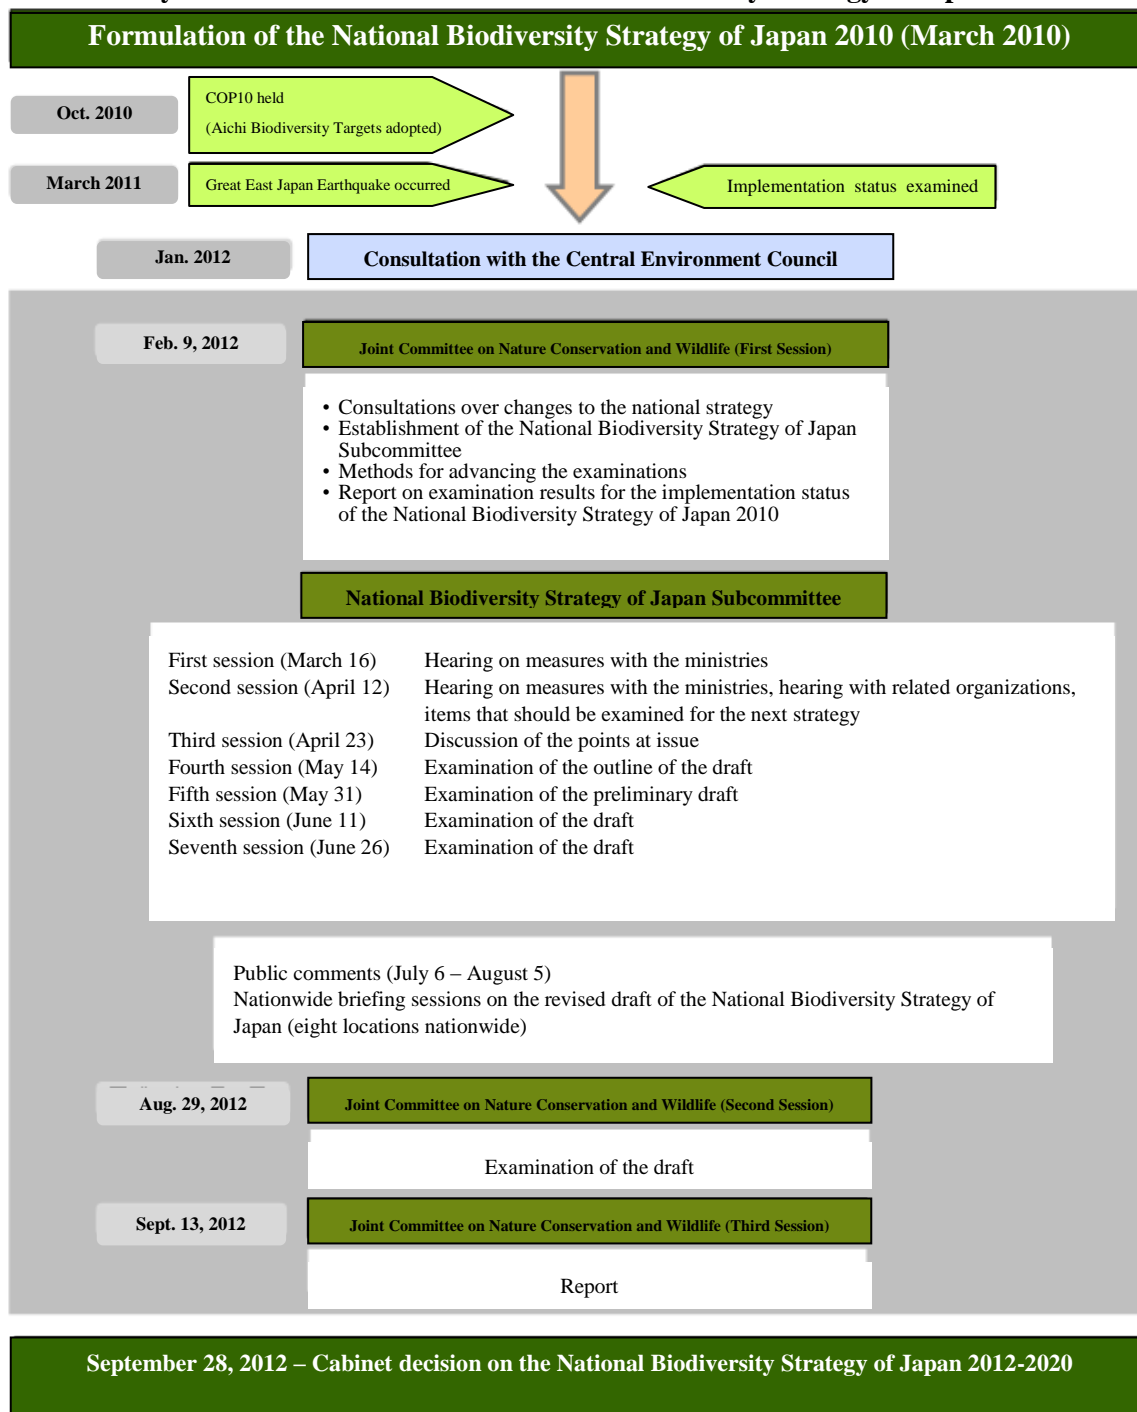 Formulation of the National Biodiversity Strategy of Japan 2010 (March 2010)
Oct. 2010
COP10 held
(Aichi Biodiversity Targets adopted)
March 2011
Great East Japan Earthquake occurred
Implementation status examined
Jan. 2012
Consultation with the Central Environment Council
Feb. 9, 2012
Joint Committee on Nature Conservation and Wildlife (First Session)
• Consultations over changes to the national strategy
• Establishment of the National Biodiversity Strategy of Japan
Subcommittee
• Methods for advancing the examinations
• Report on examination results for the implementation status
of the National Biodiversity Strategy of Japan 2010
National Biodiversity Strategy of Japan Subcommittee
First session (March 16) Hearing on measures with the ministries
Second session (April 12) Hearing on measures with the ministries, hearing with related organizations,
items that should be examined for the next strategy
Third session (April 23) Discussion of the points at issue
Fourth session (May 14) Examination of the outline of the draft
Fifth session (May 31) Examination of the preliminary draft
Sixth session (June 11) Examination of the draft
Seventh session (June 26) Examination of the draft
Public comments (July 6 – August 5)
Nationwide briefing sessions on the revised draft of the National Biodiversity Strategy of
Japan (eight locations nationwide)
Aug. 29, 2012
Joint Committee on Nature Conservation and Wildlife (Second Session)
Examination of the draft
Sept. 13, 2012
Joint Committee on Nature Conservation and Wildlife (Third Session)
Report
September 28, 2012 – Cabinet decision on the National Biodiversity Strategy of Japan 2012-2020